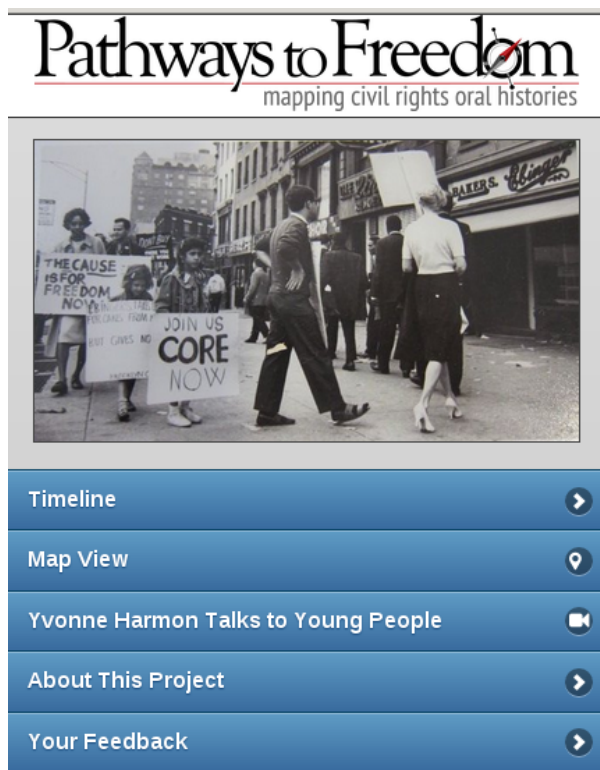 Pathways to Freedom
mapping civil rights oral histories
THE CAUSE
IS FOR
FREEDOM
NOW
JOIN US
CORE
NOW
BAKERS. Ebinger
Timeline
Map View
Yvonne Harmon Talks to Young People
About This Project
Your Feedback